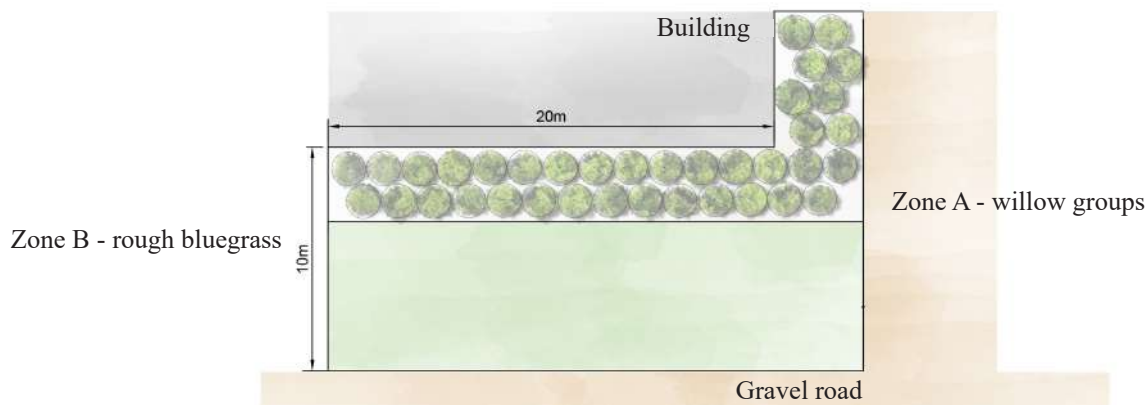 Building
20m
Zone A - willow groups
Zone B - rough bluegrass
10m
Gravel road